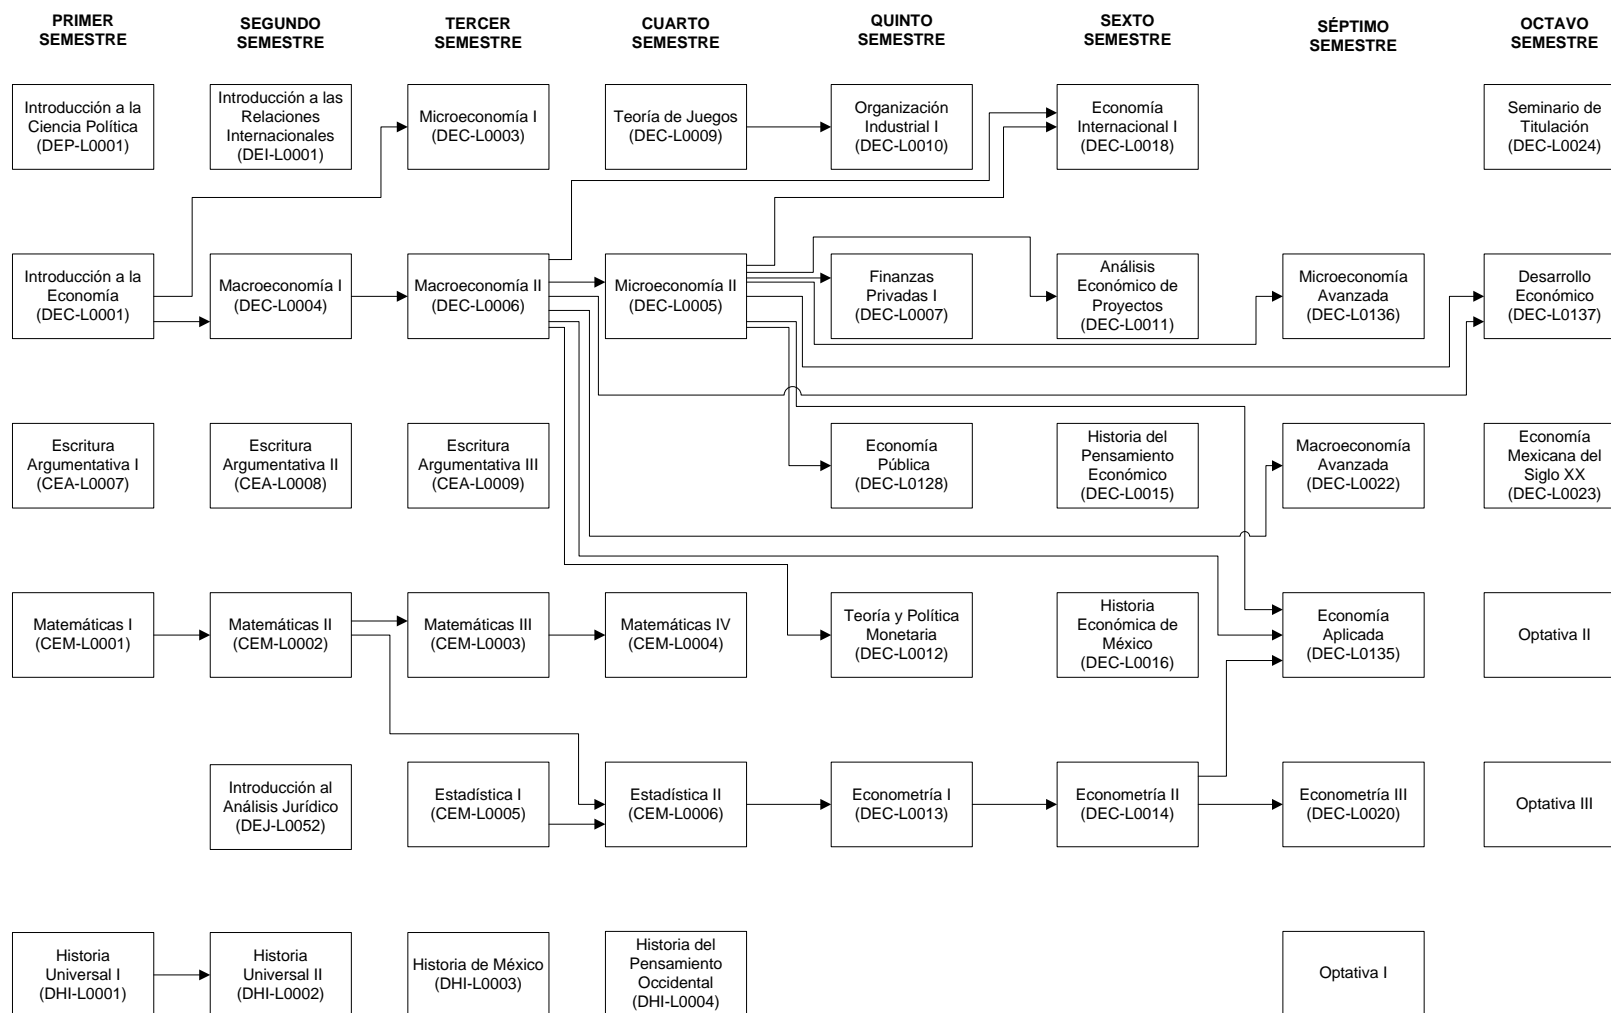 PRIMER
SEMESTRE
SEGUNDO
SEMESTRE
TERCER
SEMESTRE
CUARTO
SEMESTRE
QUINTO
SEMESTRE
SEXTO
SEMESTRE
SÉPTIMO
SEMESTRE
OCTAVO
SEMESTRE
Introducción a la
Ciencia Política
(DEP-L0001)
Introducción a las
Relaciones
Internacionales
(DEI-L0001)
Microeconomía I
(DEC-L0003)
Teoría de Juegos
(DEC-L0009)
Organización
Industrial I
(DEC-L0010)
Economía
Internacional I
(DEC-L0018)
Seminario de
Titulación
(DEC-L0024)
Introducción a la
Economía
(DEC-L0001)
Macroeconomía I
(DEC-L0004)
Macroeconomía II
(DEC-L0006)
Microeconomía II
(DEC-L0005)
Finanzas
Privadas I
(DEC-L0007)
Análisis
Económico de
Proyectos
(DEC-L0011)
Microeconomía
Avanzada
(DEC-L0136)
Desarrollo
Económico
(DEC-L0137)
Escritura
Argumentativa I
(CEA-L0007)
Escritura
Argumentativa II
(CEA-L0008)
Escritura
Argumentativa III
(CEA-L0009)
Economía
Pública
(DEC-L0128)
Historia del
Pensamiento
Económico
(DEC-L0015)
Macroeconomía
Avanzada
(DEC-L0022)
Economía
Mexicana del
Siglo XX
(DEC-L0023)
Matemáticas I
(CEM-L0001)
Matemáticas II
(CEM-L0002)
Matemáticas III
(CEM-L0003)
Matemáticas IV
(CEM-L0004)
Teoría y Política
Monetaria
(DEC-L0012)
Historia
Económica de
México
(DEC-L0016)
Economía
Aplicada
(DEC-L0135)
Optativa II
Introducción al
Análisis Jurídico
(DEJ-L0052)
Estadística I
(CEM-L0005)
Estadística II
(CEM-L0006)
Econometría I
(DEC-L0013)
Econometría II
(DEC-L0014)
Econometría III
(DEC-L0020)
Optativa III
Historia
Universal I
(DHI-L0001)
Historia
Universal II
(DHI-L0002)
Historia de México
(DHI-L0003)
Historia del
Pensamiento
Occidental
(DHI-L0004)
Optativa I